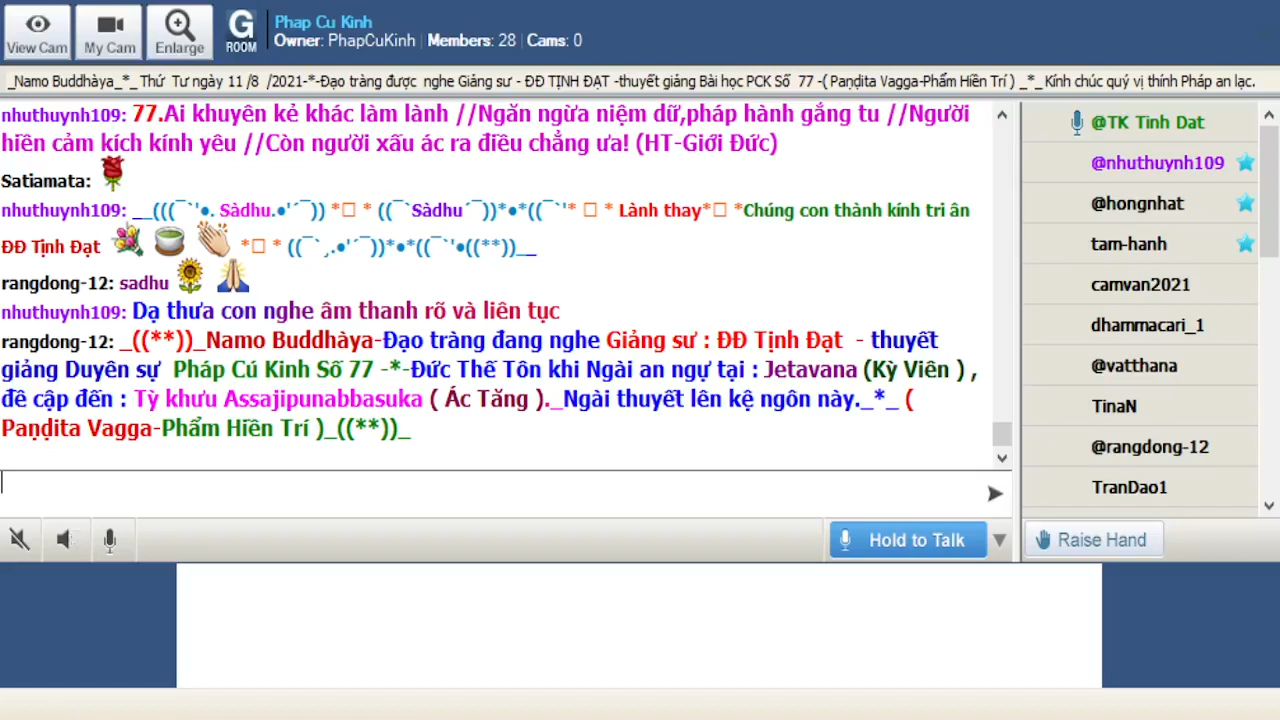 View Cam
My Cam
Enlarge
G
ROOM
Phap Cu Kinh
Owner: PhapCuKinh | Members: 28 | Cams: 0
_Namo Buddhàya_*_Thứ Tư ngày 11 /8 /2021-*-Đạo tràng được nghe Giảng sư - ĐĐ TỊNH ĐẠT -thuyết giảng Bài học PCK Số 77 -( Paṇḍita Vagga-Phẩm Hiền Trí ) _*_Kính chúc quý vị thính Pháp an lạc.
nhuthuynh109: 77.Ai khuyên kẻ khác làm lành //Ngăn ngừa niệm dữ,pháp hành gắng tu //Người
hiền cảm kích kính yêu //Còn người xấu ác ra điều chẳng ưa! (HT-Giới Đức)
Satiamata:
nhuthuynh109: __(((¯`'•. Sàdhu.•'´¯)) *▯ * ((¯`Sàdhu´¯))*•*((¯`'* ▯ * Lành thay*▯ *Chúng con thành kính tri ân
ĐĐ Tịnh Đạt *▯ * ((¯`¸.•'´¯))*•*((¯`'•((**))__
rangdong-12: sadhu
nhuthuynh109: Dạ thưa con nghe âm thanh rõ và liên tục
rangdong-12: _((**))_Namo Buddhàya-Đạo tràng đang nghe Giảng sư : ĐĐ Tịnh Đạt - thuyết
giảng Duyên sự Pháp Cú Kinh Số 77 -*-Đức Thế Tôn khi Ngài an ngự tại : Jetavana (Kỳ Viên ) ,
đề cập đến : Tỳ khưu Assajipunabbasuka ( Ác Tăng )._Ngài thuyết lên kệ ngôn này._*_ (
Paṇḍita Vagga-Phẩm Hiền Trí )_((**))_
@TK Tinh Dat
@nhuthuynh109
@hongnhat
tam-hanh
camvan2021
dhammacari_1
@vatthana
TinaN
@rangdong-12
TranDao1
Hold to Talk
Raise Hand